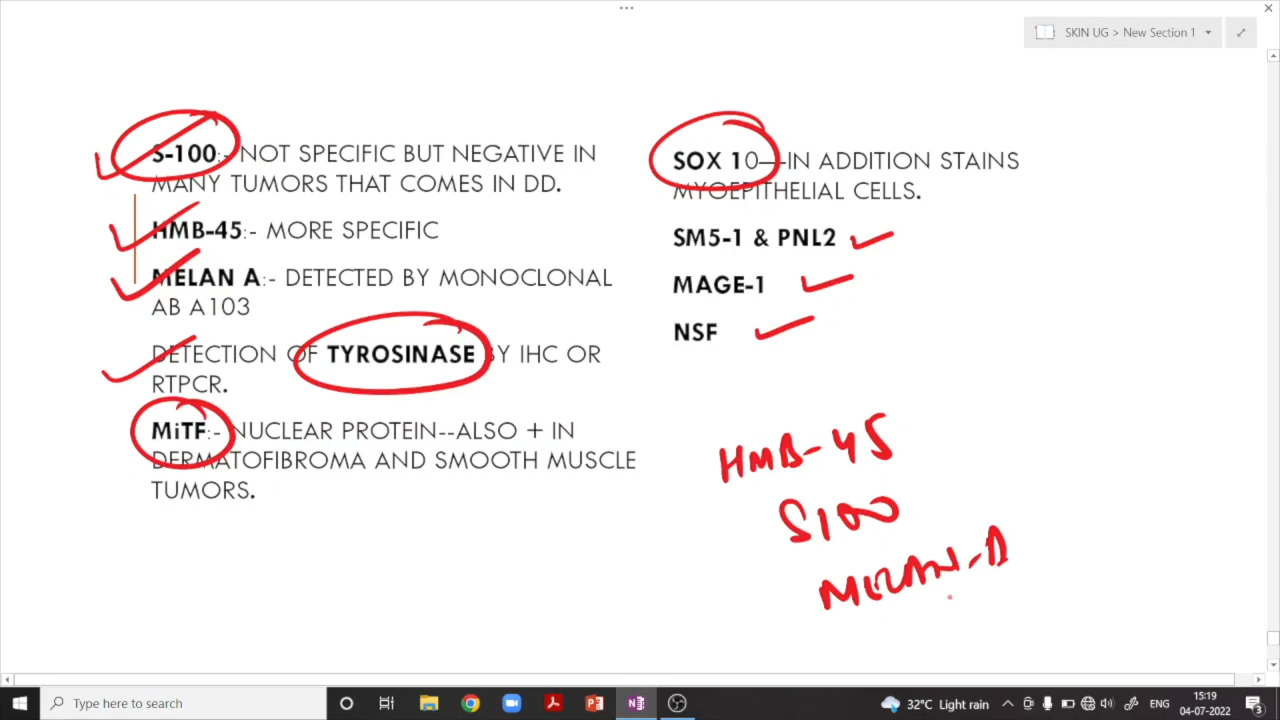 SKIN UG > New Section 1
S-100:- NOT SPECIFIC BUT NEGATIVE IN
MANY TUMORS THAT COMES IN DD.
HMB-45:- MORE SPECIFIC
MELAN A:- DETECTED BY MONOCLONAL
AB A103
DETECTION OF TYROSINASE BY IHC OR
RTPCR.
MiTF:- NUCLEAR PROTEIN--ALSO + IN
DERMATOFIBROMA AND SMOOTH MUSCLE
TUMORS.
SOX 10—IN ADDITION STAINS
MYOEPITHELIAL CELLS.
SM5-1 & PNL2
MAGE-1
NSF
HMB-45
S100
MELAN-A
Type here to search
32°C Light rain
ENG
15:19
04-07-2022
3